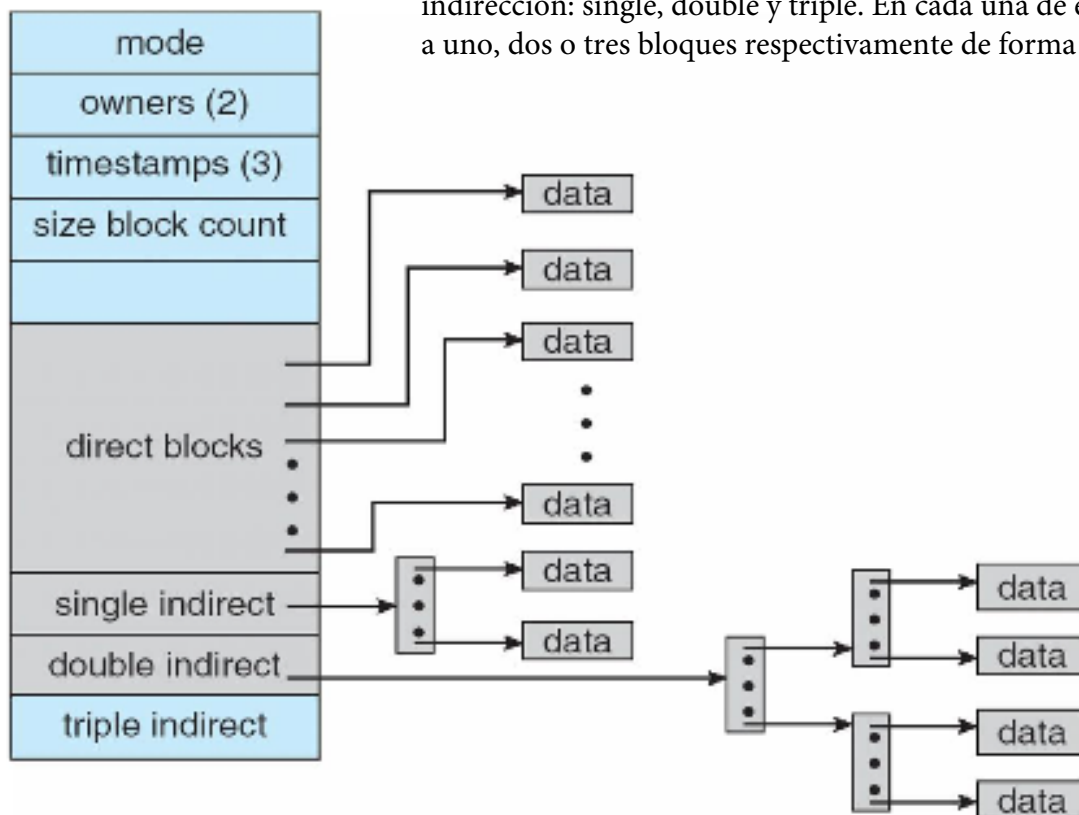 indirección: single, double y triple. En cada una de
a uno, dos o tres bloques respectivamente de forma
mode
owners (2)
timestamps (3)
size block count
direct blocks
single indirect
double indirect
triple indirect
data
data
data
data
data
data
data
data
data
data